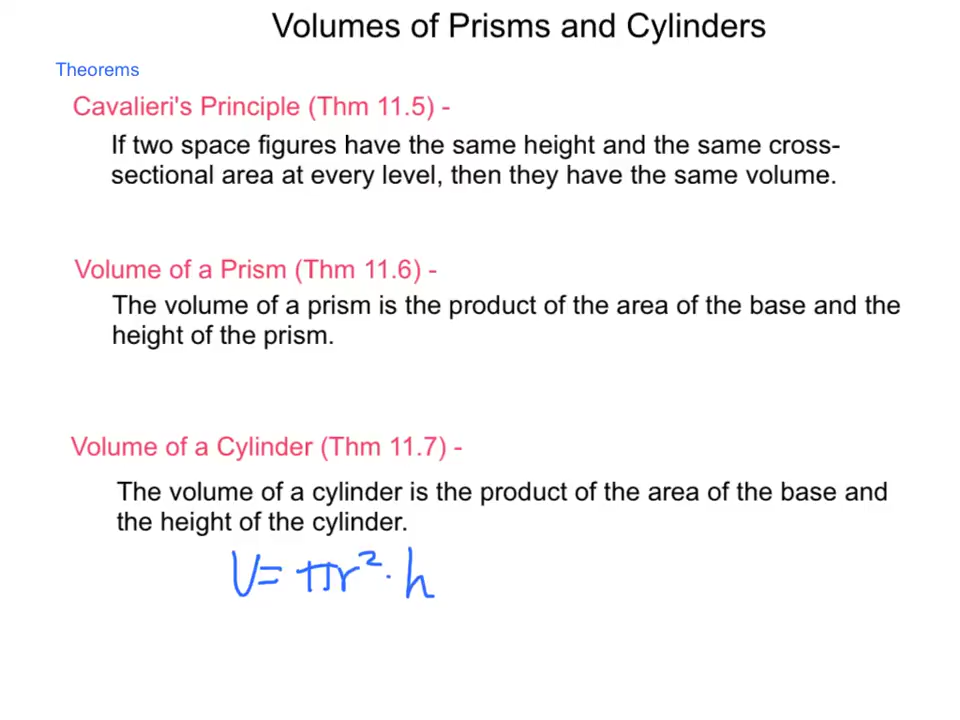 Volumes of Prisms and Cylinders
Theorems
Cavalieri's Principle (Thm 11.5) -
If two space figures have the same height and the same cross-
sectional area at every level, then they have the same volume.
Volume of a Prism (Thm 11.6) -
The volume of a prism is the product of the area of the base and the
height of the prism.
Volume of a Cylinder (Thm 11.7) -
The volume of a cylinder is the product of the area of the base and
the height of the cylinder.
V= πr²· h